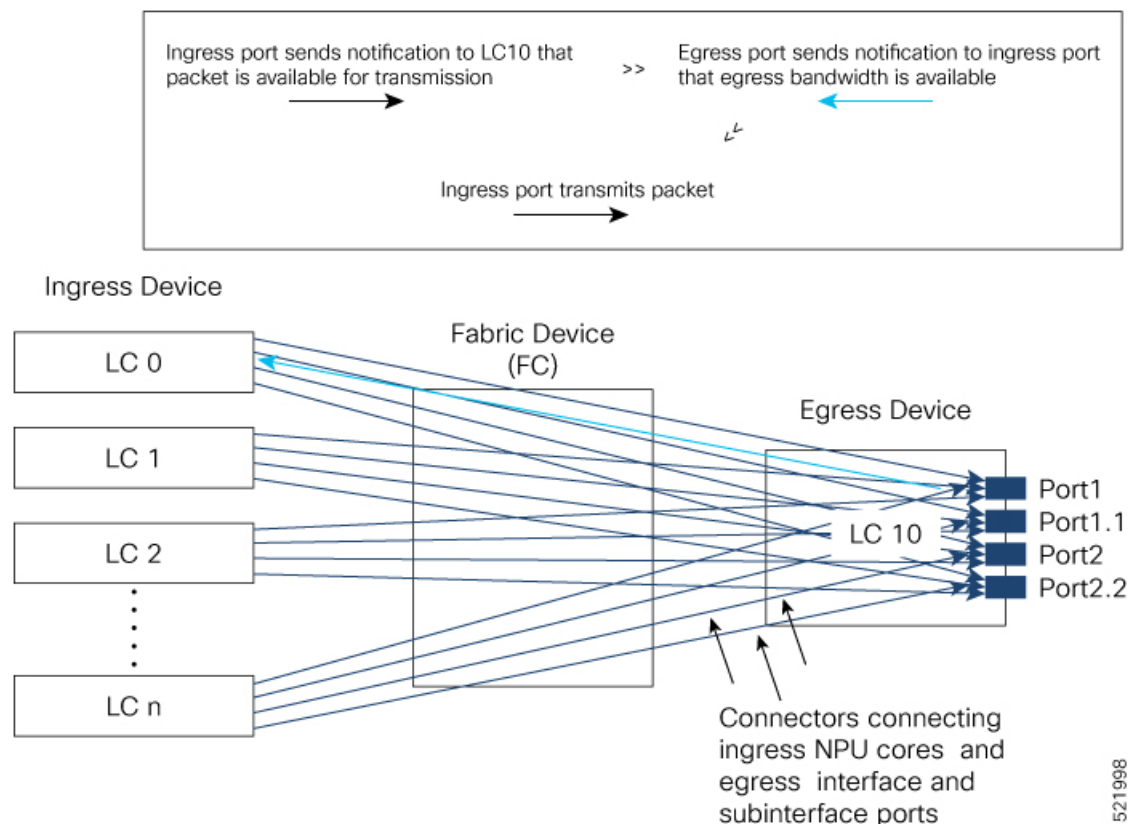 Ingress port sends notification to LC10 that
packet is available for transmission
>>
Egress port sends notification to ingress port
that egress bandwidth is available
>>
Ingress port transmits packet
Ingress Device
LC 0
LC 1
LC 2
LC n
Fabric Device
(FC)
Egress Device
LC 10
Port1
Port1.1
Port2
Port2.2
Connectors connecting
ingress NPU cores and
egress interface and
subinterface ports
521998